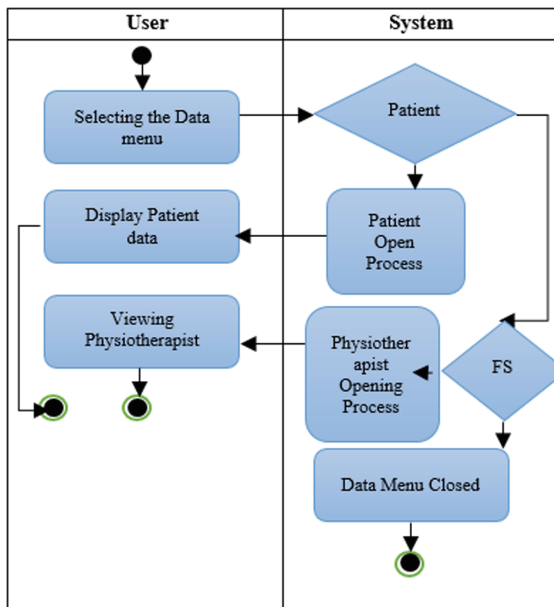 User
System
Selecting the Data
menu
Patient
Display Patient
data
Patient
Open
Process
Viewing
Physiotherapist
Physiother
apist
Opening
Process
FS
Data Menu Closed